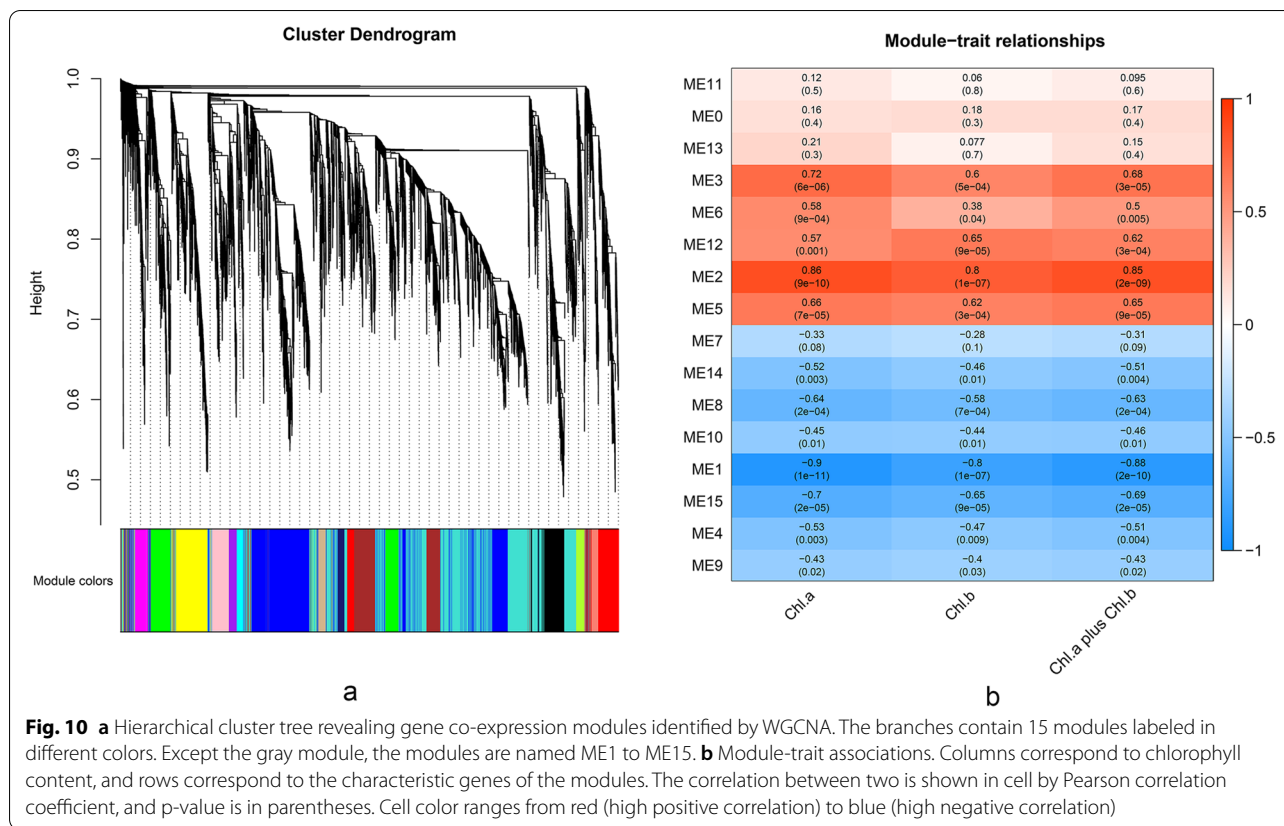 Cluster Dendrogram
Height
1.0
0.9
0.8
0.7
0.6
0.5
Module colors
a
Module−trait relationships
ME11 0.12 0.06 0.095
(0.5) (0.8) (0.6)
ME0 0.16 0.18 0.17
(0.4) (0.3) (0.4)
ME13 0.21 0.077 0.15
(0.3) (0.7) (0.4)
ME3 0.72 0.6 0.68
(6e−06) (5e−04) (3e−05)
ME6 0.58 0.38 0.5
(9e−04) (0.04) (0.005)
ME12 0.57 0.65 0.62
(0.001) (9e−05) (3e−04)
ME2 0.86 0.8 0.85
(9e−10) (1e−07) (2e−09)
ME5 0.66 0.62 0.65
(7e−05) (3e−04) (9e−05)
ME7 −0.33 −0.28 −0.31
(0.08) (0.1) (0.09)
ME14 −0.52 −0.46 −0.51
(0.003) (0.01) (0.004)
ME8 −0.64 −0.58 −0.63
(2e−04) (7e−04) (2e−04)
ME10 −0.45 −0.44 −0.46
(0.01) (0.01) (0.01)
ME1 −0.9 −0.8 −0.88
(1e−11) (1e−07) (2e−10)
ME15 −0.7 −0.65 −0.69
(2e−05) (9e−05) (2e−05)
ME4 −0.53 −0.47 −0.51
(0.003) (0.009) (0.004)
ME9 −0.43 −0.4 −0.43
(0.02) (0.03) (0.02)
Chl.a Chl.b Chl.a plus Chl.b
1
0.5
0
−0.5
−1
b
Fig. 10 a Hierarchical cluster tree revealing gene co-expression modules identified by WGCNA. The branches contain 15 modules labeled in
different colors. Except the gray module, the modules are named ME1 to ME15. b Module-trait associations. Columns correspond to chlorophyll
content, and rows correspond to the characteristic genes of the modules. The correlation between two is shown in cell by Pearson correlation
coefficient, and p-value is in parentheses. Cell color ranges from red (high positive correlation) to blue (high negative correlation)